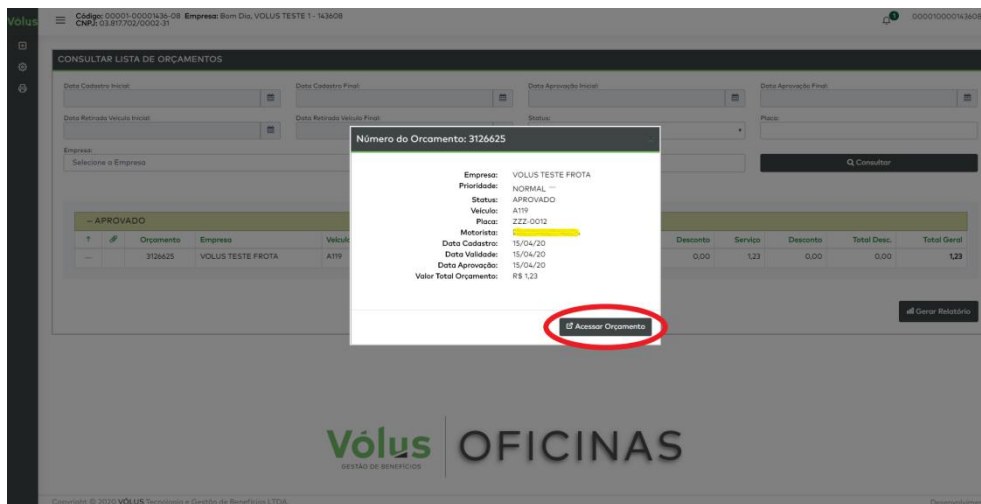 Vólus
Código: 00001-00001436-08 Empresa: Bom Dia, VOLUS TESTE 1 - 143608
CNPJ: 03.817.702/0002-31
1
0000100000143608
CONSULTAR LISTA DE ORÇAMENTOS
Data Cadastro Inicial: Data Cadastro Final: Data Aprovação Inicial: Data Aprovação Final:
Data Retirada Veículo Inicial: Data Retirada Veículo Final: Status: Placa:
Empresa:
Selecione a Empresa
Consultar
Número do Orcamento: 3126625
Empresa: VOLUS TESTE FROTA
Prioridade: NORMAL
Status: APROVADO
Veículo: A119
Placa: ZZZ-0012
Motorista:
Data Cadastro: 15/04/20
Data Validade: 15/04/20
Data Aprovação: 15/04/20
Valor Total Orçamento: R$ 1,23
Acessar Orçamento
— APROVADO
Orçamento Empresa Veículo Desconto Serviço Desconto Total Desc. Total Geral
3126625 VOLUS TESTE FROTA A119 0,00 1,23 0,00 0,00 1,23
Gerar Relatório
Vólus OFICINAS
GESTÃO DE BENEFÍCIOS
Copyright © 2020 VÓLUS Tecnologia e Gestão de Benefícios LTDA.